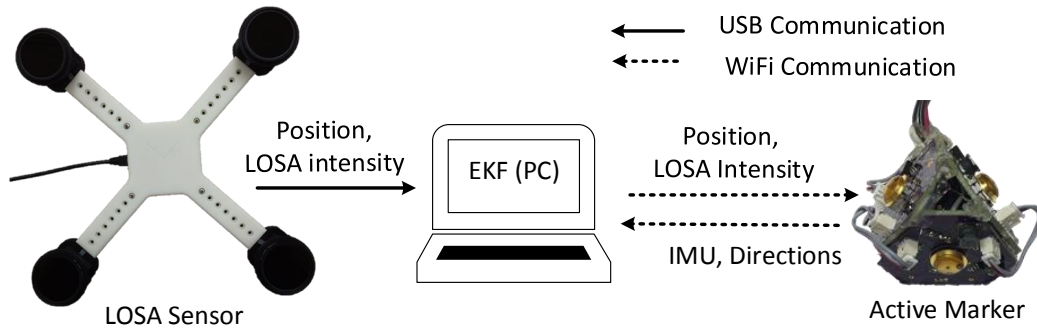 USB Communication
WiFi Communication
Position,
LOSA intensity
EKF (PC)
Position,
LOSA Intensity
IMU, Directions
LOSA Sensor
Active Marker